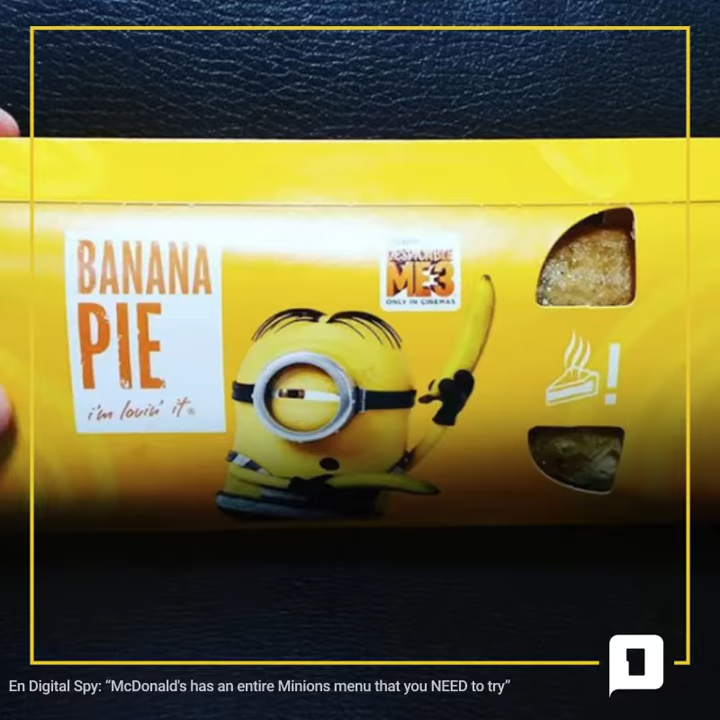 BANANA
PIE
i'm lovin' it®
DESPICABLE
ME3
ONLY IN CINEMAS
!
En Digital Spy: “McDonald's has an entire Minions menu that you NEED to try”